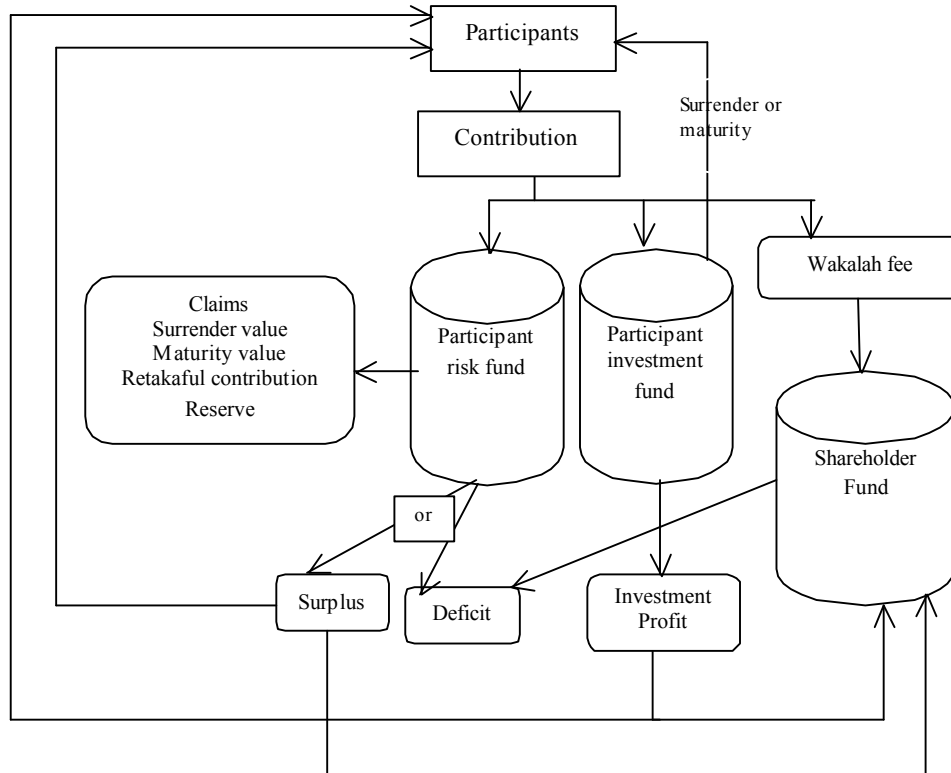 Participants
Surrender or
maturity
Contribution
Wakalah fee
Claims
Surrender value
Maturity value
Retakaful contribution
Reserve
Participant
risk fund
Participant
investment
fund
Shareholder
Fund
or
Surplus
Deficit
Investment
Profit